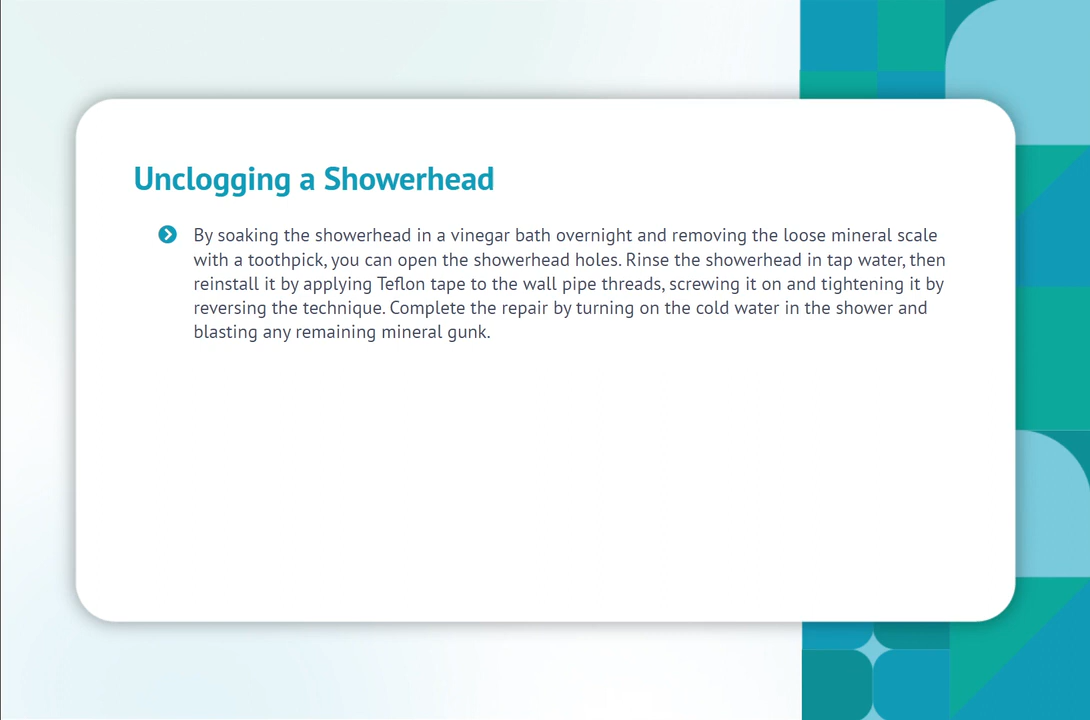 Unclogging a Showerhead
By soaking the showerhead in a vinegar bath overnight and removing the loose mineral scale
with a toothpick, you can open the showerhead holes. Rinse the showerhead in tap water, then
reinstall it by applying Teflon tape to the wall pipe threads, screwing it on and tightening it by
reversing the technique. Complete the repair by turning on the cold water in the shower and
blasting any remaining mineral gunk.